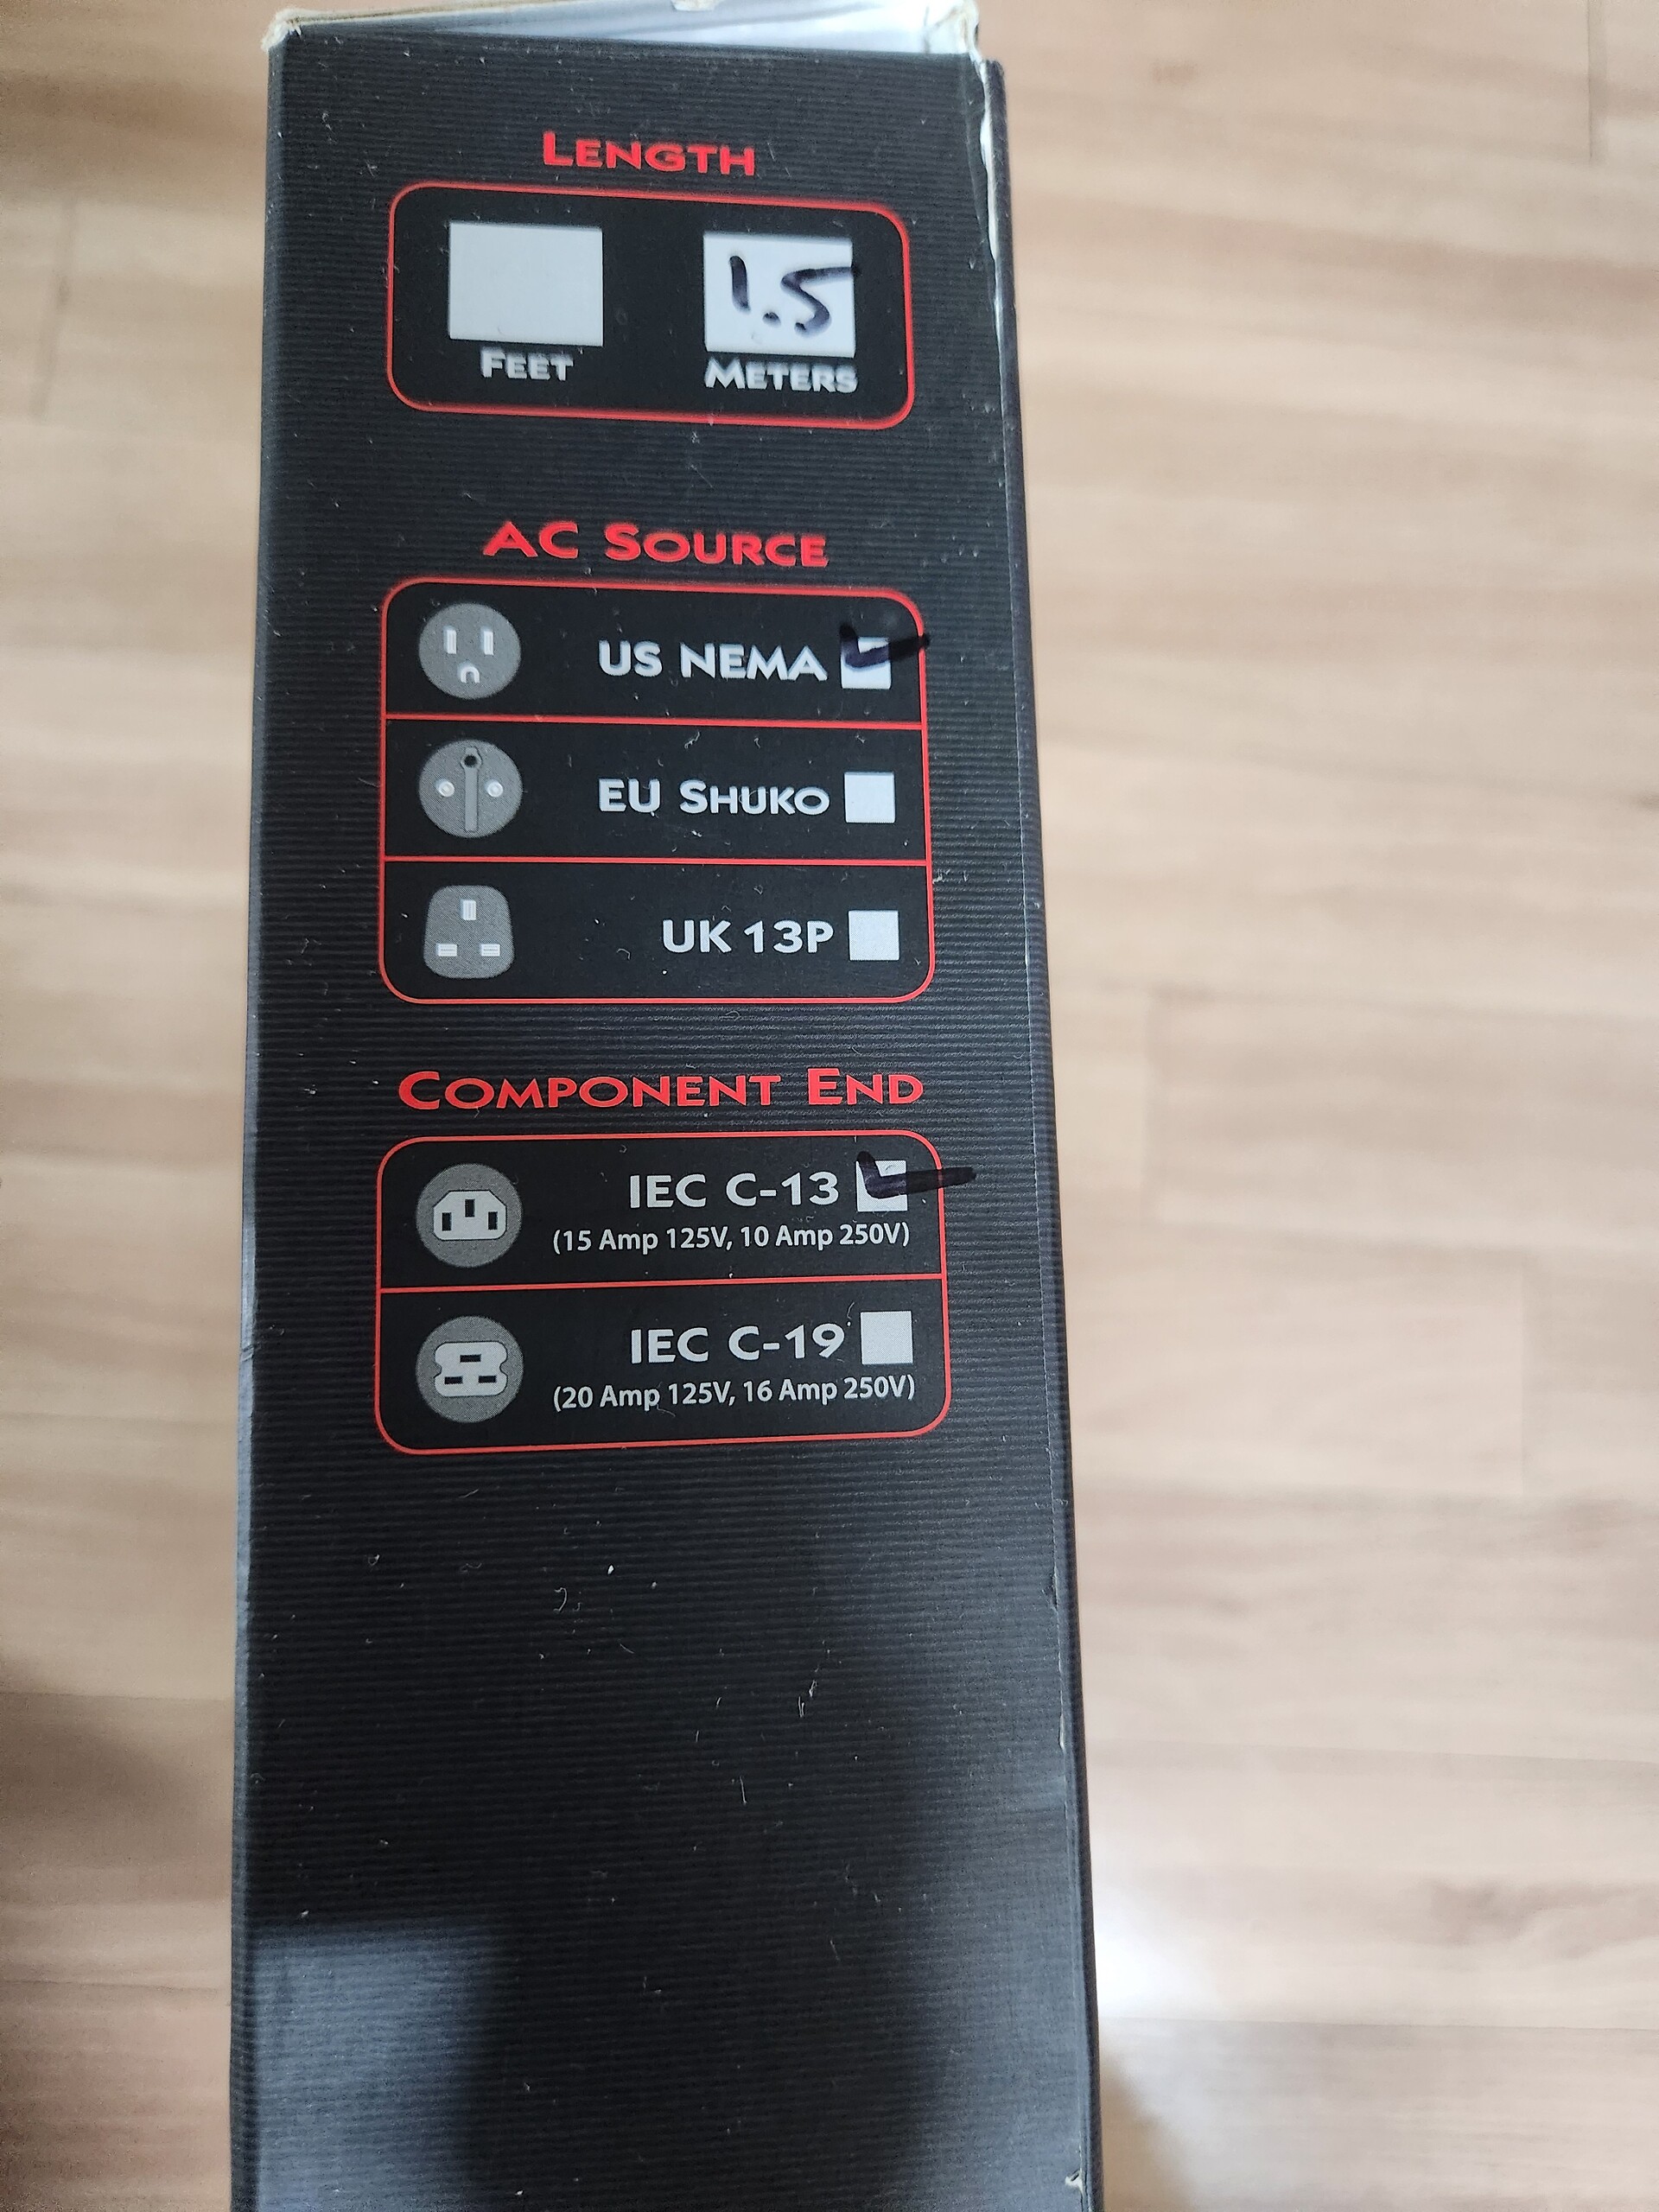 LENGTH
1.5
FEET METERS
AC SOURCE
US NEMA
EU SHUKO
UK 13P
COMPONENT END
IEC C-13
(15 Amp 125V, 10 Amp 250V)
IEC C-19
(20 Amp 125V, 16 Amp 250V)